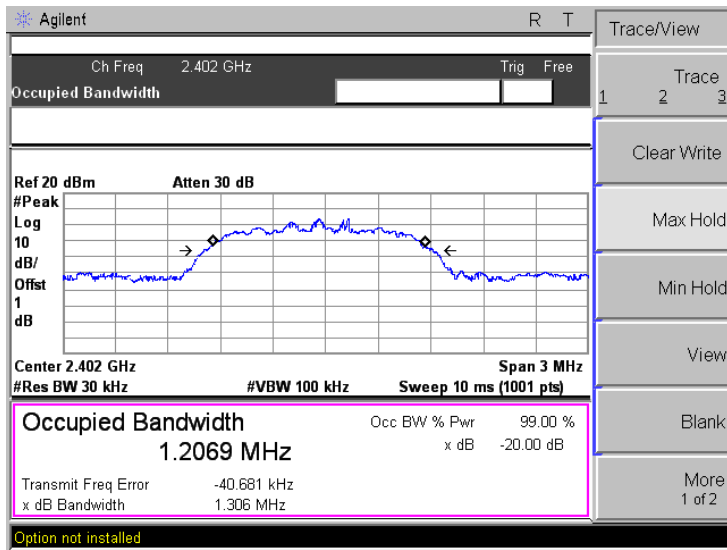 Agilent R T
Ch Freq 2.402 GHz Trig Free
Occupied Bandwidth
Ref 20 dBm Atten 30 dB
#Peak
Log
10
dB/
Offst
1
dB
Center 2.402 GHz Span 3 MHz
#Res BW 30 kHz #VBW 100 kHz Sweep 10 ms (1001 pts)
Occupied Bandwidth
1.2069 MHz
Occ BW % Pwr 99.00 %
x dB -20.00 dB
Transmit Freq Error -40.681 kHz
x dB Bandwidth 1.306 MHz
Option not installed
Trace/View
Trace
1 2 3
Clear Write
Max Hold
Min Hold
View
Blank
More
1 of 2